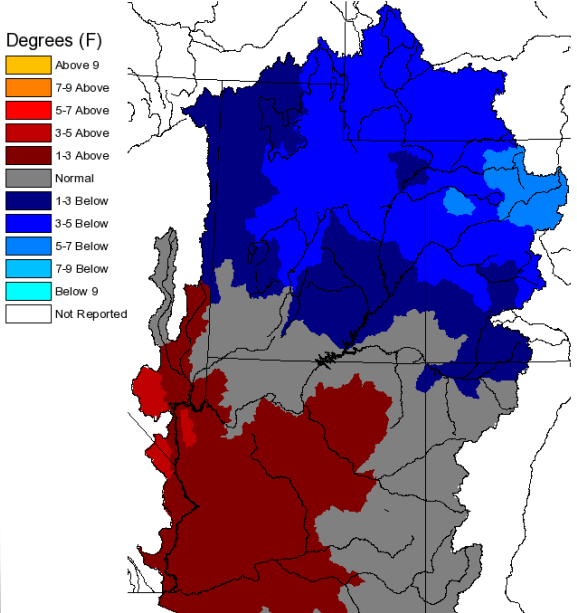 Degrees (F)
Above 9
7-9 Above
5-7 Above
3-5 Above
1-3 Above
Normal
1-3 Below
3-5 Below
5-7 Below
7-9 Below
Below 9
Not Reported